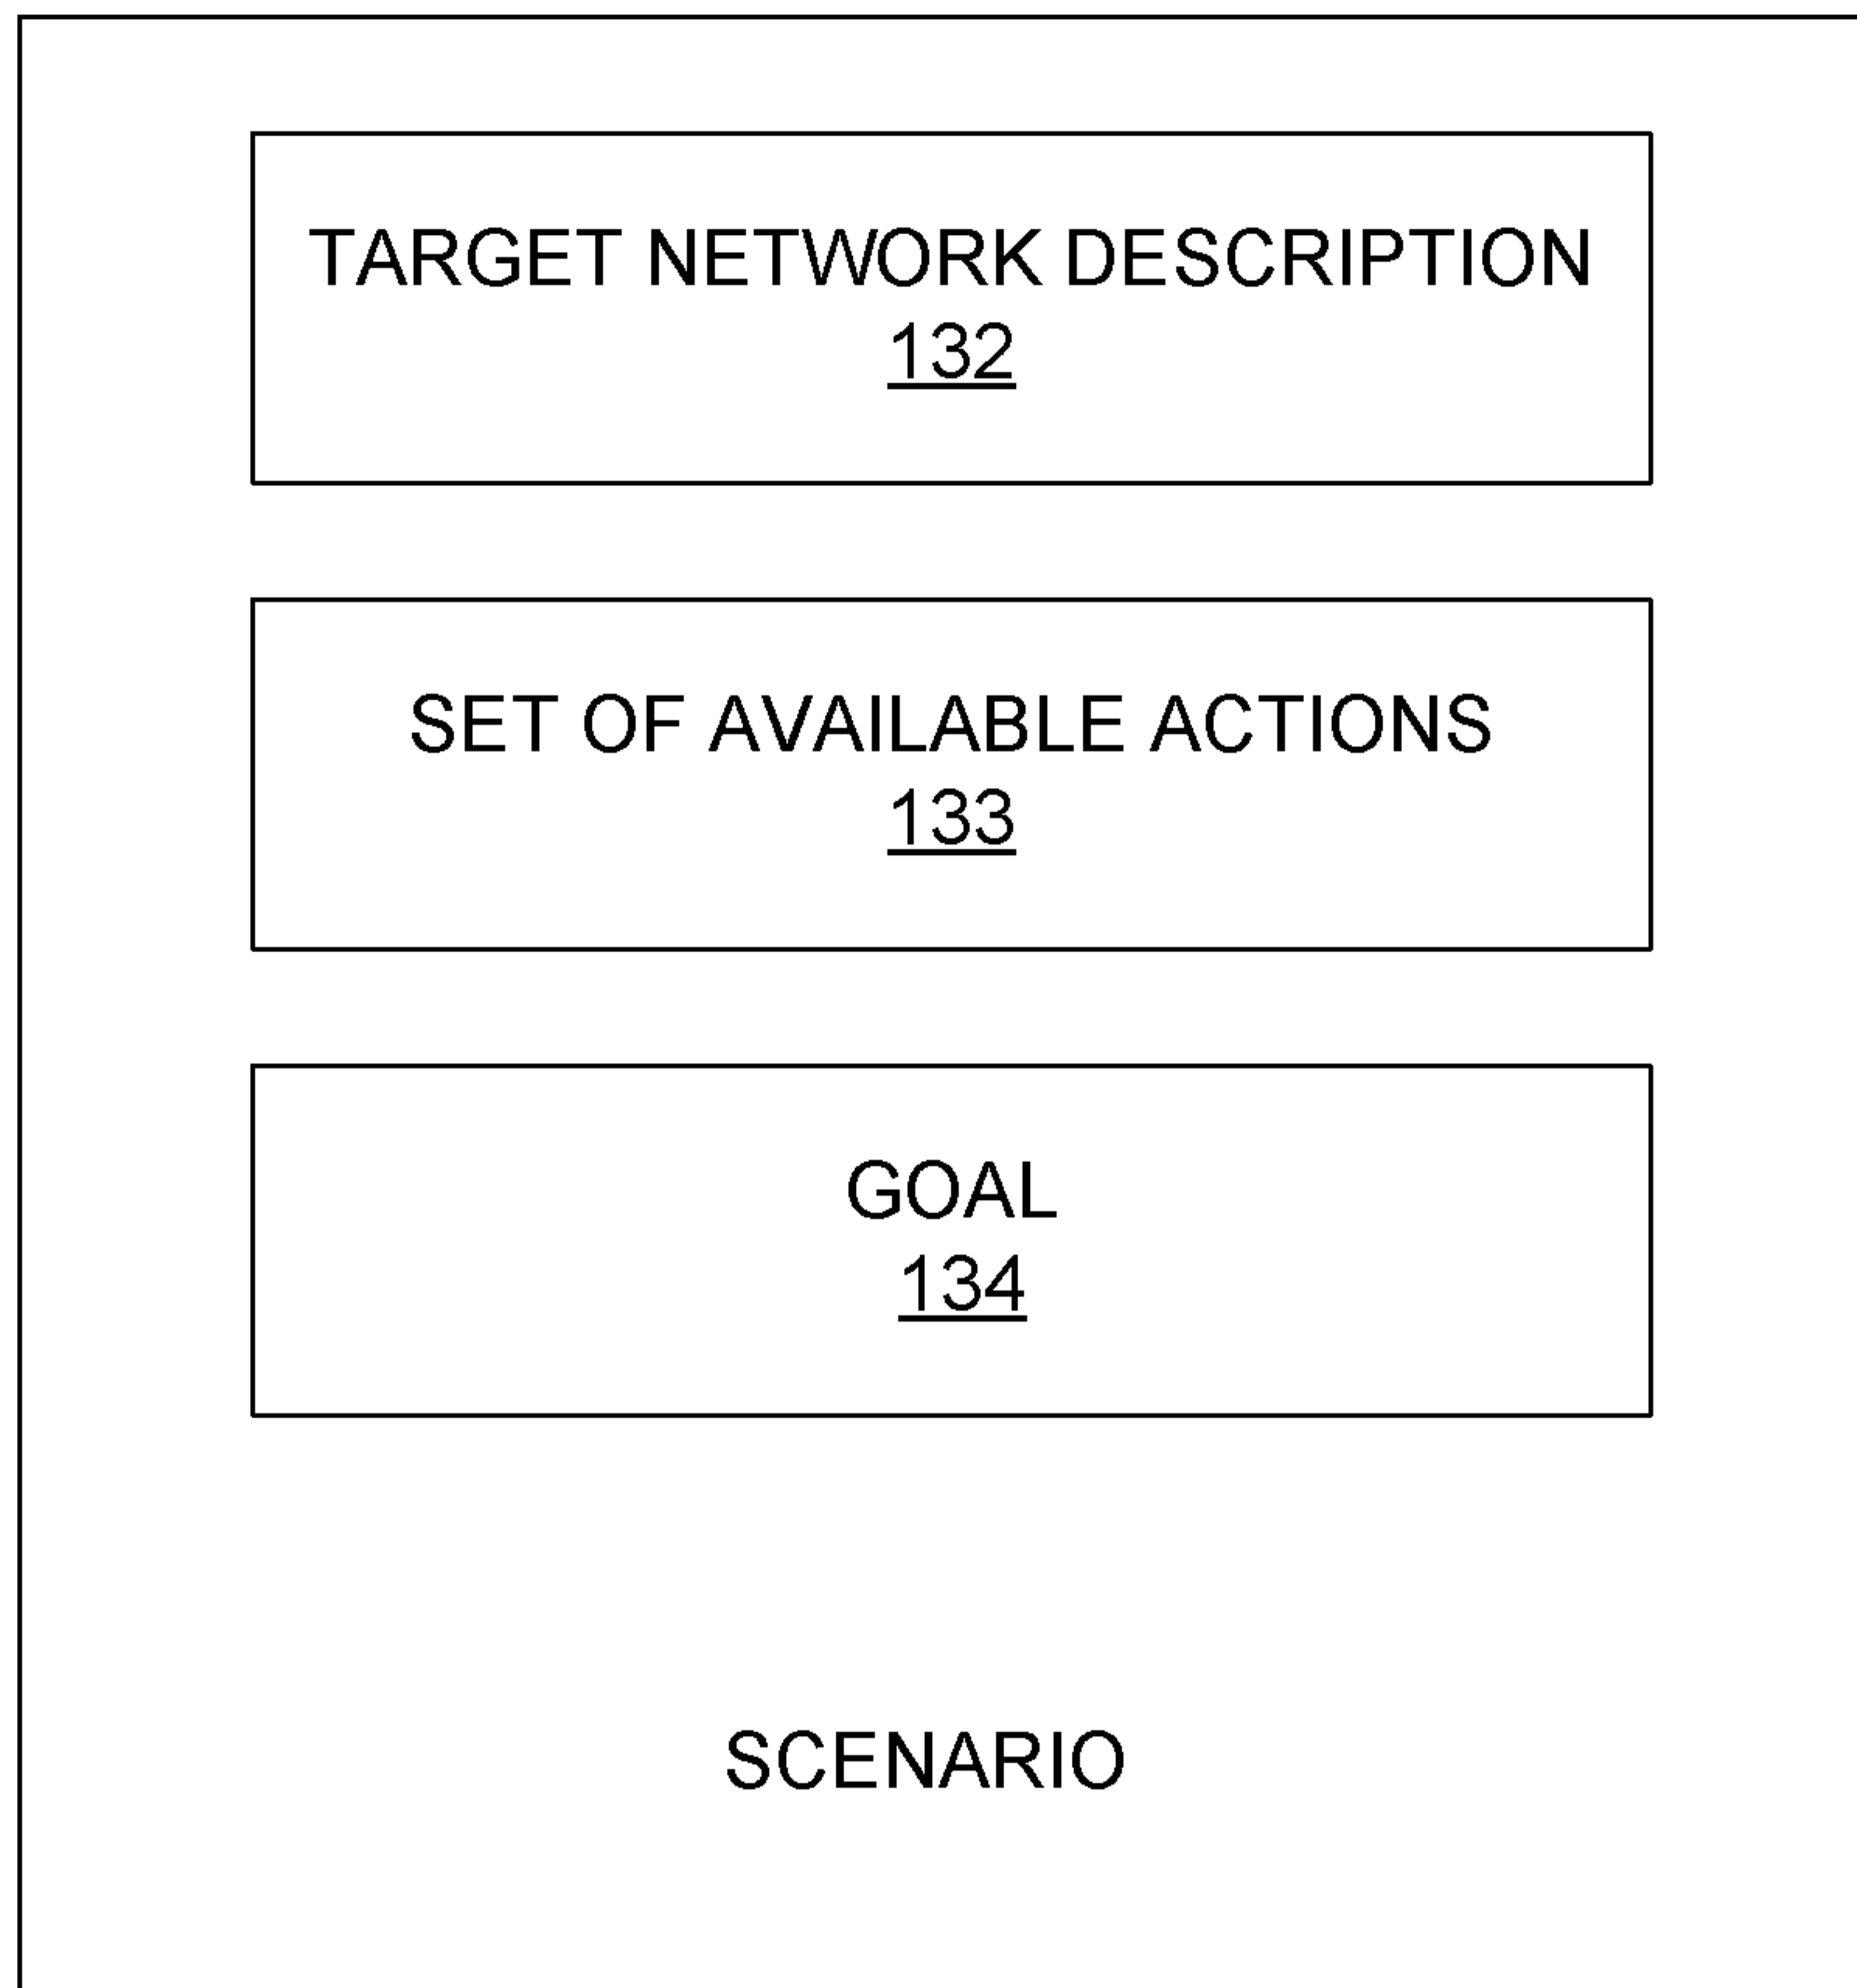 TARGET NETWORK DESCRIPTION
132
SET OF AVAILABLE ACTIONS
133
GOAL
134
SCENARIO